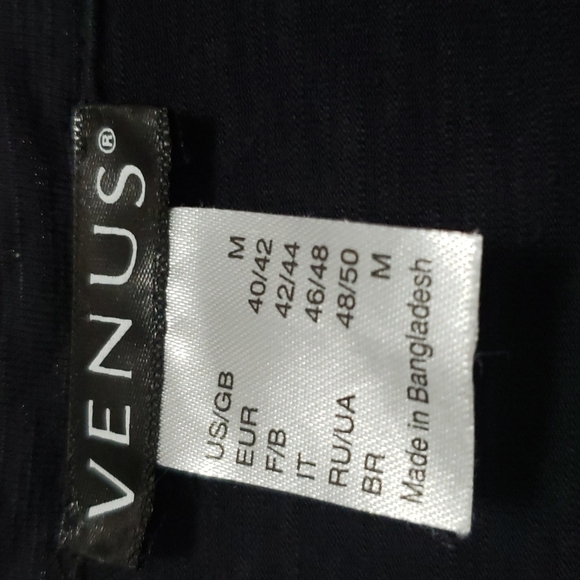 VENUS®
US/GB M
EUR 40/42
F/B 42/44
IT 46/48
RU/UA 48/50
BR M
Made in Bangladesh